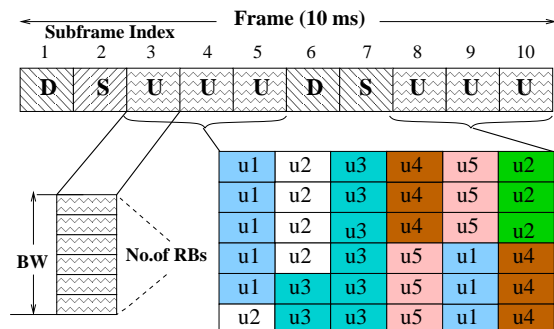 Frame (10 ms)
Subframe Index
1 2 3 4 5 6 7 8 9 10
D S U U U D S U U U
u1 u2 u3 u4 u5 u2
u1 u2 u3 u4 u5 u2
u1 u2 u3 u4 u5 u2
u1 u2 u3 u5 u1 u4
u1 u3 u3 u5 u1 u4
u2 u3 u3 u5 u1 u4
BW
No.of RBs